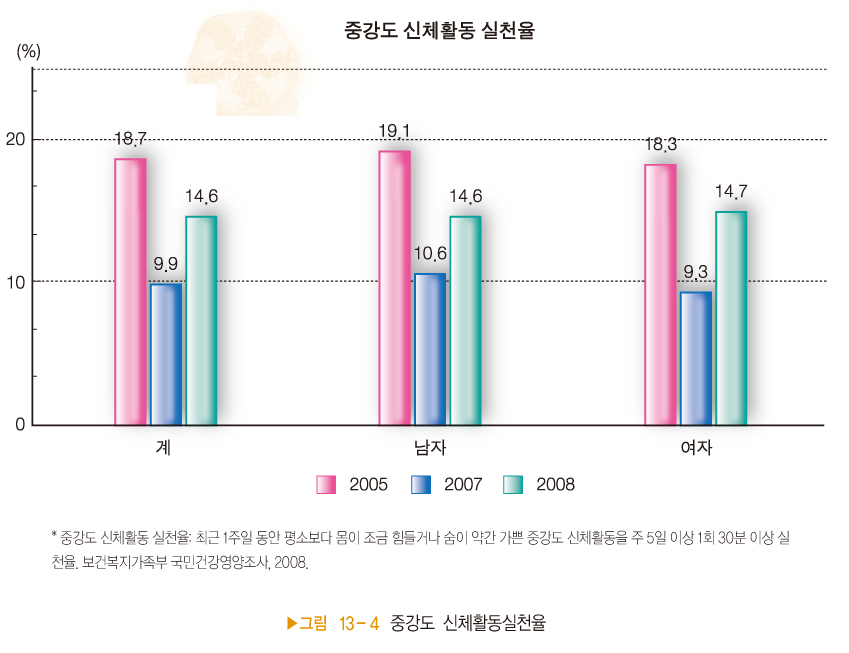 중강도 신체활동 실천율
(%)
20
10
0
18.7
9.9
14.6
19.1
10.6
14.6
18.3
9.3
14.7
계
남자
여자
2005
2007
2008
* 중강도 신체활동 실천율: 최근 1주일 동안 평소보다 몸이 조금 힘들거나 숨이 약간 가쁜 중강도 신체활동을 주 5일 이상 1회 30분 이상 실
천율. 보건복지가족부 국민건강영양조사, 2008.
▶그림 13-4 중강도 신체활동실천율